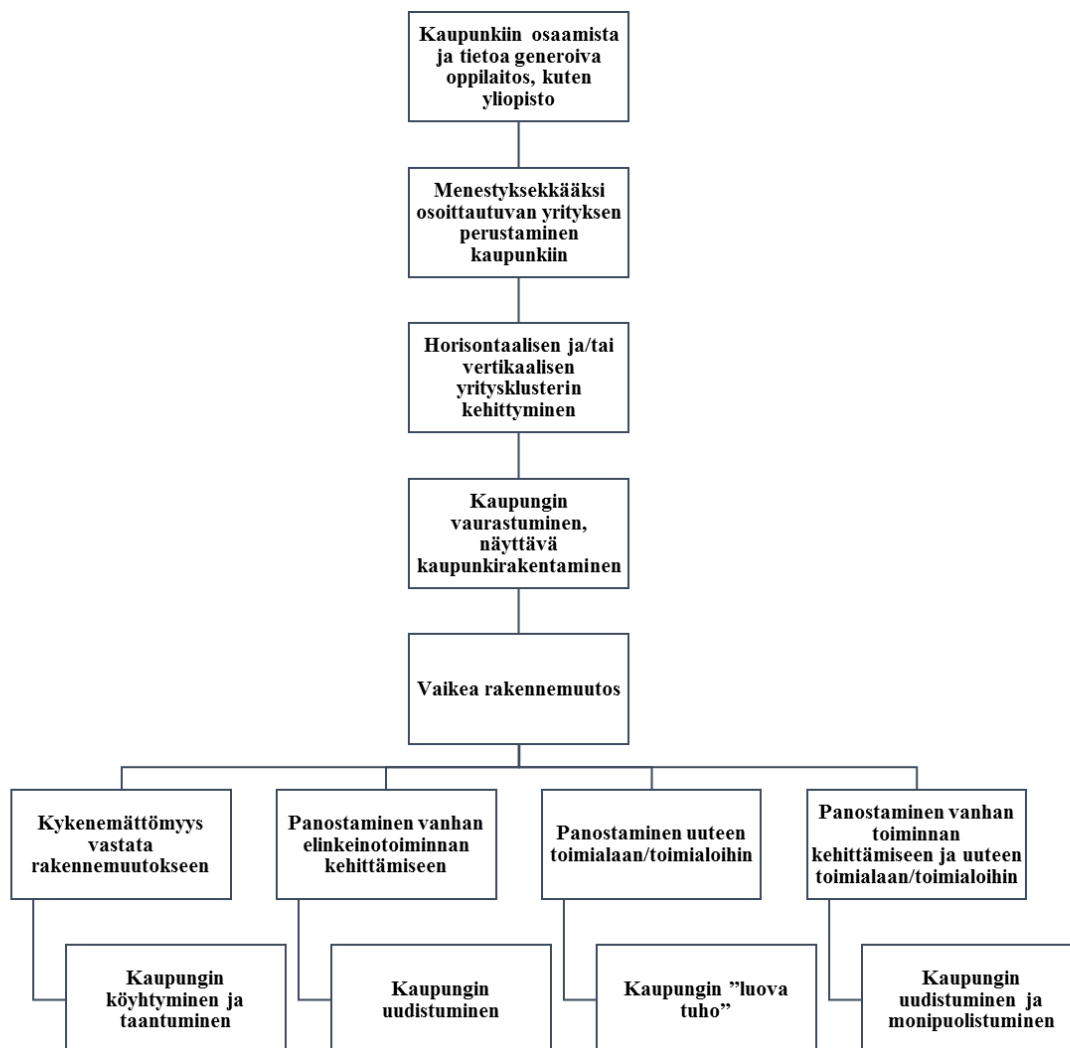 Kaupunkiin osaamista
ja tietoa generoiva
oppilaitos, kuten
yliopisto
Menestyksekkääksi
osoittautuvan yrityksen
perustaminen
kaupunkiin
Horisontaalisen ja/tai
vertikaalisen
yritysklusterin
kehittyminen
Kaupungin
vaurastuminen,
näyttävä
kaupunkirakentaminen
Vaikea rakennemuutos
Kykenemättömyys
vastata
rakennemuutokseen
Panostaminen vanhan
elinkeinotoiminnan
kehittämiseen
Panostaminen uuteen
toimialaan/toimialoihin
Panostaminen vanhan
toiminnan
kehittämiseen ja uuteen
toimialaan/toimialoihin
Kaupungin
köyhtyminen ja
taantuminen
Kaupungin
uudistuminen
Kaupungin ”luova
tuho”
Kaupungin
uudistuminen ja
monipuolistuminen